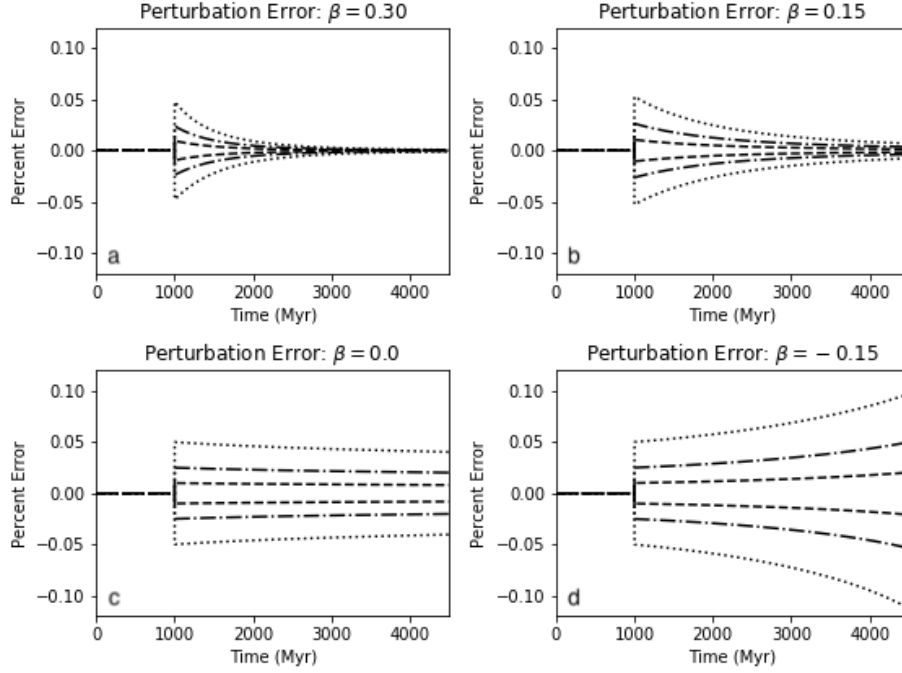 Perturbation Error: β = 0.30
Percent Error
0.10
0.05
0.00
−0.05
−0.10
a
0 1000 2000 3000 4000
Time (Myr)
Perturbation Error: β = 0.15
Percent Error
0.10
0.05
0.00
−0.05
−0.10
b
0 1000 2000 3000 4000
Time (Myr)
Perturbation Error: β = 0.0
Percent Error
0.10
0.05
0.00
−0.05
−0.10
c
0 1000 2000 3000 4000
Time (Myr)
Perturbation Error: β = − 0.15
Percent Error
0.10
0.05
0.00
−0.05
−0.10
d
0 1000 2000 3000 4000
Time (Myr)